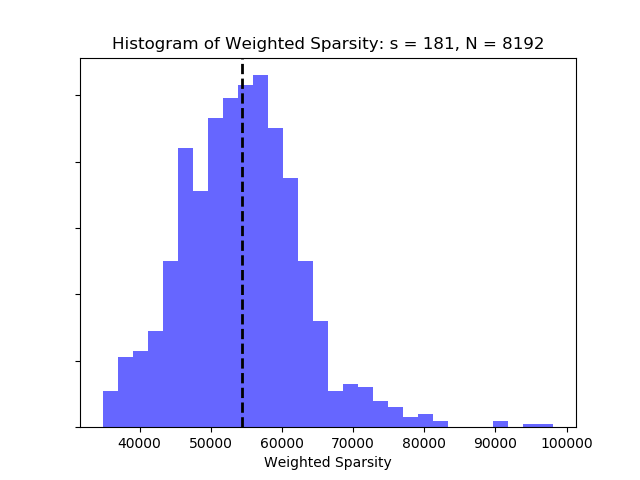 Histogram of Weighted Sparsity: s = 181, N = 8192
40000 50000 60000 70000 80000 90000 100000
Weighted Sparsity